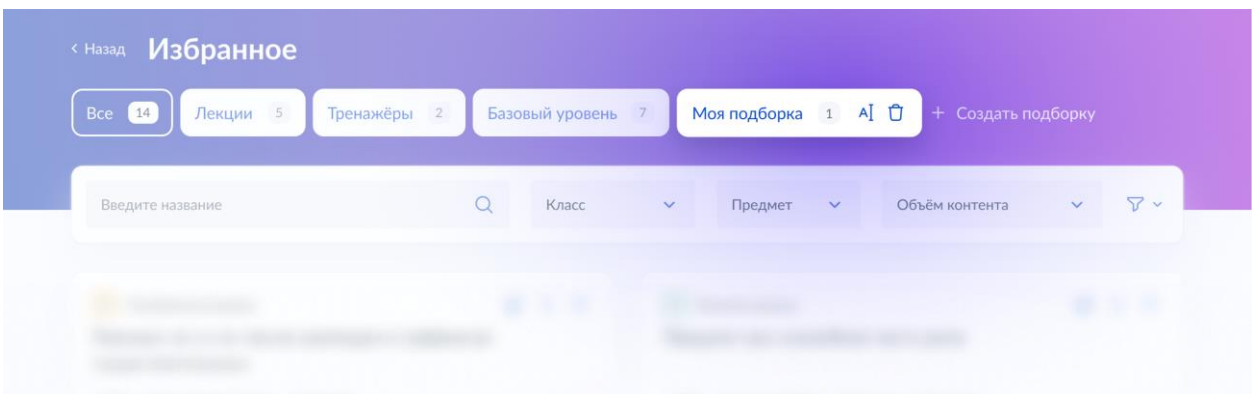 < Назад Избранное
Все 14 Лекции 5 Тренажёры 2 Базовый уровень 7 Моя подборка 1 + Создать подборку
Введите название Класс Предмет Объём контента